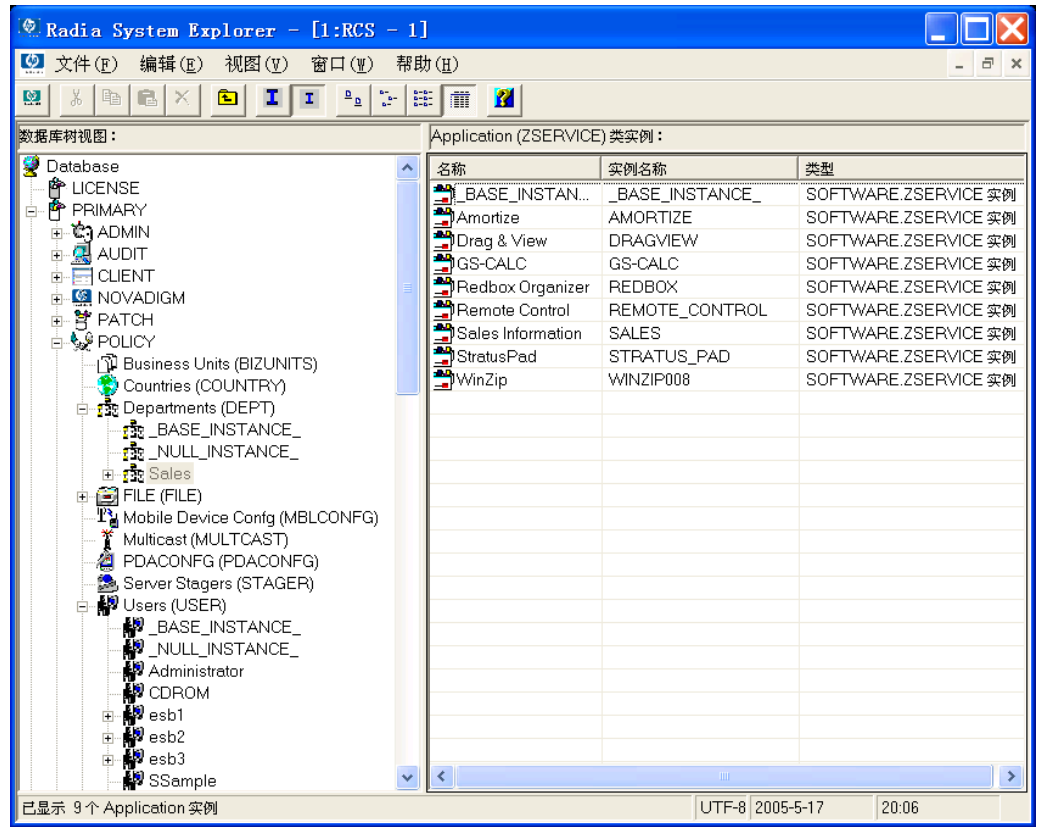 Radia System Explorer - [1:RCS - 1]
文件(F) 编辑(E) 视图(V) 窗口(W) 帮助(H)
数据库树视图：
Database
LICENSE
PRIMARY
ADMIN
AUDIT
CLIENT
NOVADIGM
PATCH
POLICY
Business Units (BIZUNITS)
Countries (COUNTRY)
Departments (DEPT)
_BASE_INSTANCE_
_NULL_INSTANCE_
Sales
FILE (FILE)
Mobile Device Confg (MBLCONFG)
Multicast (MULTCAST)
PDACONFG (PDACONFG)
Server Stagers (STAGER)
Users (USER)
_BASE_INSTANCE_
_NULL_INSTANCE_
Administrator
CDROM
esb1
esb2
esb3
SSample
Application (ZSERVICE) 类实例：
名称 实例名称 类型
_BASE_INSTAN... _BASE_INSTANCE_ SOFTWARE.ZSERVICE 实例
Amortize AMORTIZE SOFTWARE.ZSERVICE 实例
Drag & View DRAGVIEW SOFTWARE.ZSERVICE 实例
GS-CALC GS-CALC SOFTWARE.ZSERVICE 实例
Redbox Organizer REDBOX SOFTWARE.ZSERVICE 实例
Remote Control REMOTE_CONTROL SOFTWARE.ZSERVICE 实例
Sales Information SALES SOFTWARE.ZSERVICE 实例
StratusPad STRATUS_PAD SOFTWARE.ZSERVICE 实例
WinZip WINZIP008 SOFTWARE.ZSERVICE 实例
已显示 9个 Application 实例 UTF-8 2005-5-17 20:06